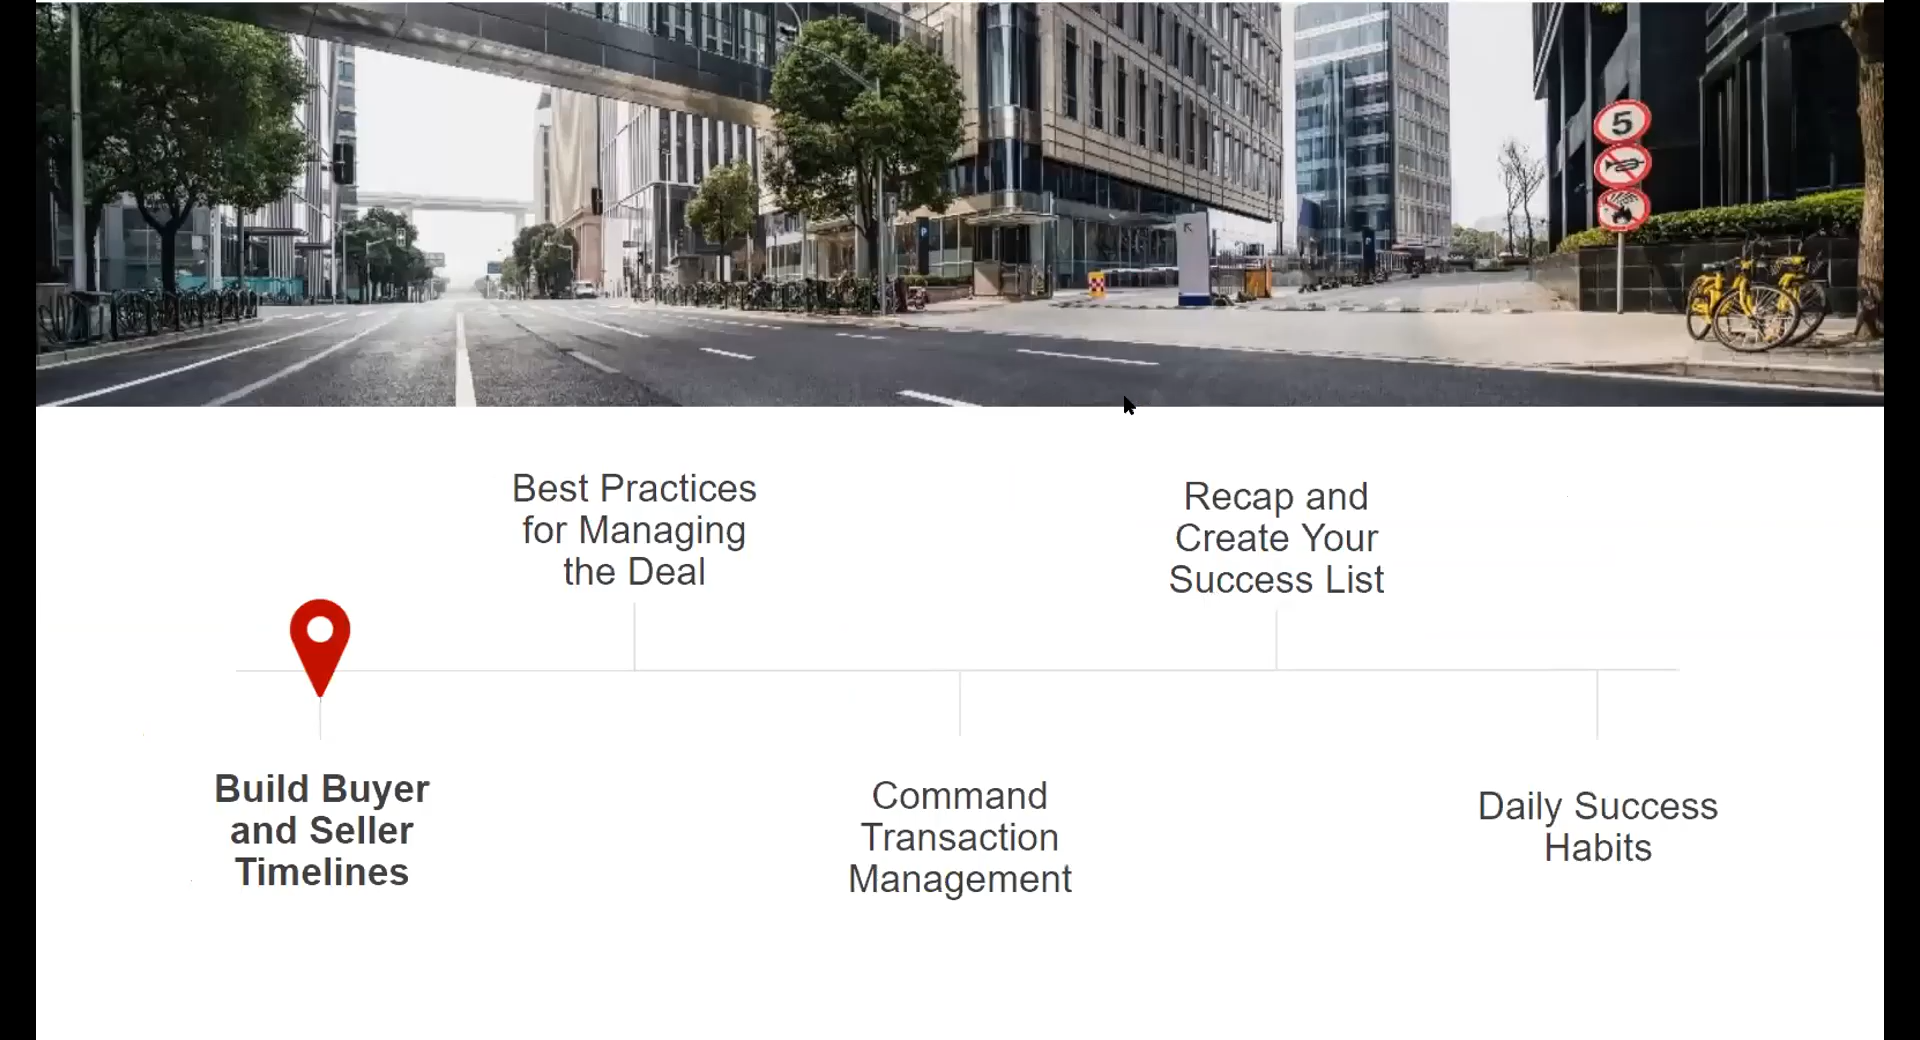 5
P
Best Practices
for Managing
the Deal
Recap and
Create Your
Success List
Build Buyer
and Seller
Timelines
Command
Transaction
Management
Daily Success
Habits